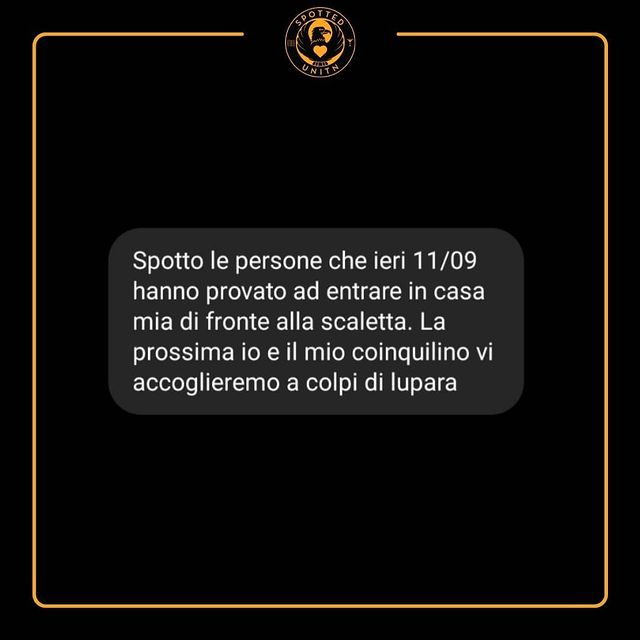 SPOTTED
UNITN
Spotto le persone che ieri 11/09
hanno provato ad entrare in casa
mia di fronte alla scaletta. La
prossima io e il mio coinquilino vi
accoglieremo a colpi di lupara